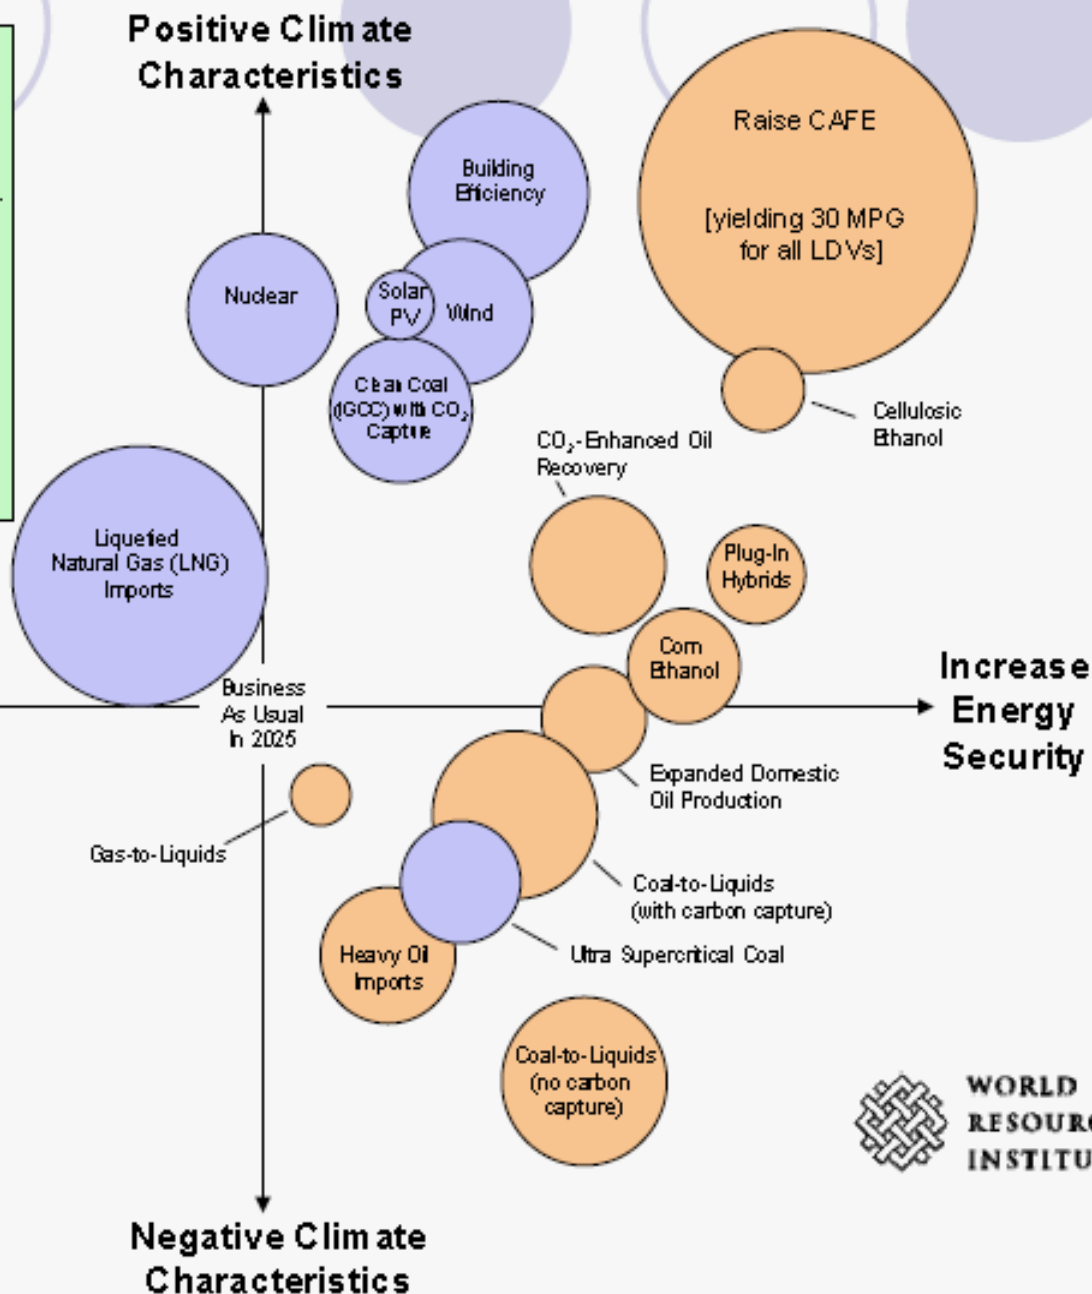 Positive Climate
Characteristics
Raise CAFE
[yielding 30 MPG
for all LDVs]
Building
Efficiency
Nuclear
Solar
PV
Wind
Clean Coal
(IGCC) with CO₂
Capture
Cellulosic
Ethanol
CO₂-Enhanced Oil
Recovery
Liquefied
Natural Gas (LNG)
Imports
Plug-In
Hybrids
Corn
Ethanol
Increase
Energy
Security
Business
As Usual
In 2025
Expanded Domestic
Oil Production
Gas-to-Liquids
Coal-to-Liquids
(with carbon capture)
Ultra Supercritical Coal
Heavy Oil
Imports
Coal-to-Liquids
(no carbon
capture)
WORLD
RESOURC
INSTITU
Negative Climate
Characteristics